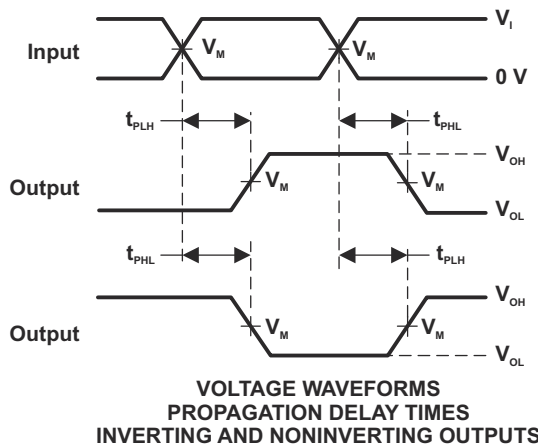 V_I
Input
V_M
V_M
0 V
t_PLH
t_PHL
V_OH
Output
V_M
V_M
V_OL
t_PHL
t_PLH
V_OH
Output
V_M
V_M
V_OL
VOLTAGE WAVEFORMS
PROPAGATION DELAY TIMES
INVERTING AND NONINVERTING OUTPUTS